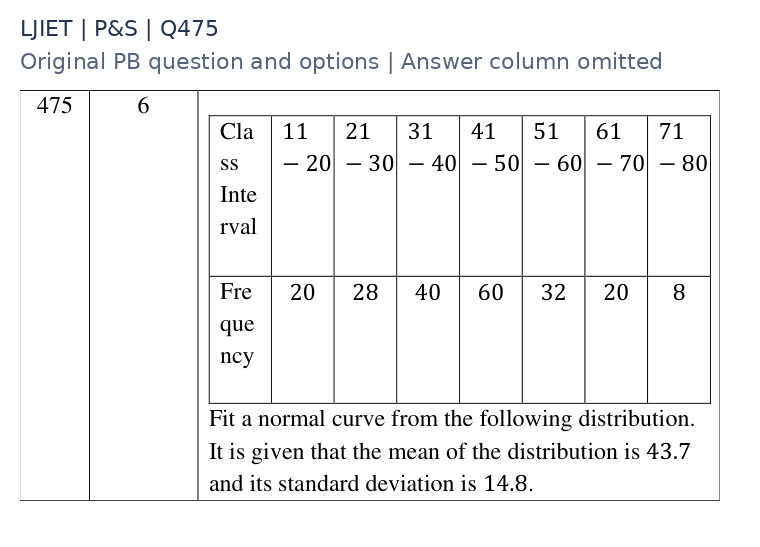 LJIET | P&S | Q475
Original PB question and options | Answer column omitted
475 6
Cla 11 21 31 41 51 61 71
ss − 20 − 30 − 40 − 50 − 60 − 70 − 80
Inte
rval
Fre 20 28 40 60 32 20 8
que
ncy
Fit a normal curve from the following distribution.
It is given that the mean of the distribution is 43.7
and its standard deviation is 14.8.